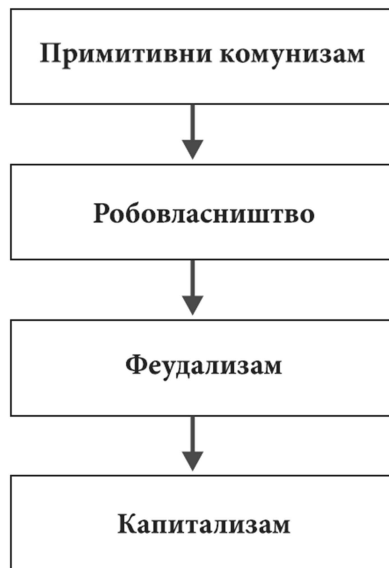 Примитивни комунизам
Робовласништво
Феудализам
Капитализам